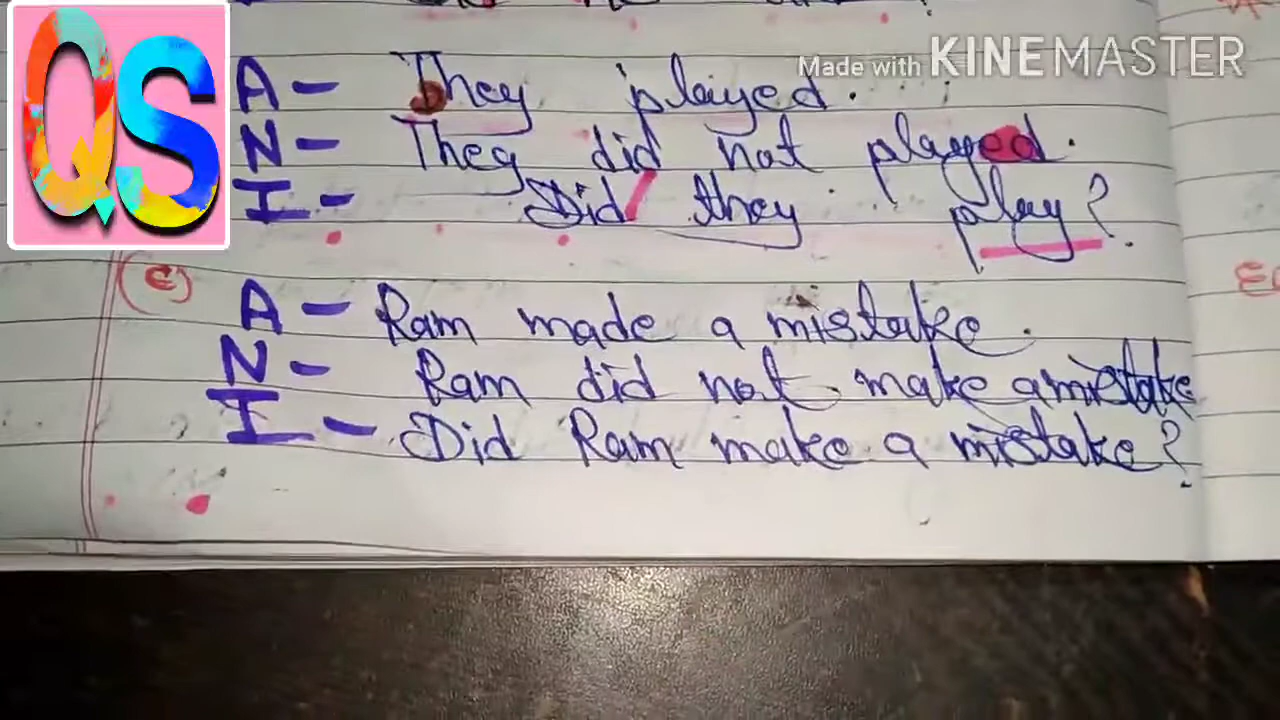 QS
Made with KINEMASTER
A - They played.
N - They did not played.
I - Did they play?
(c)
A - Ram made a mistake.
N - Ram did not make a mistake
I - Did Ram make a mistake?